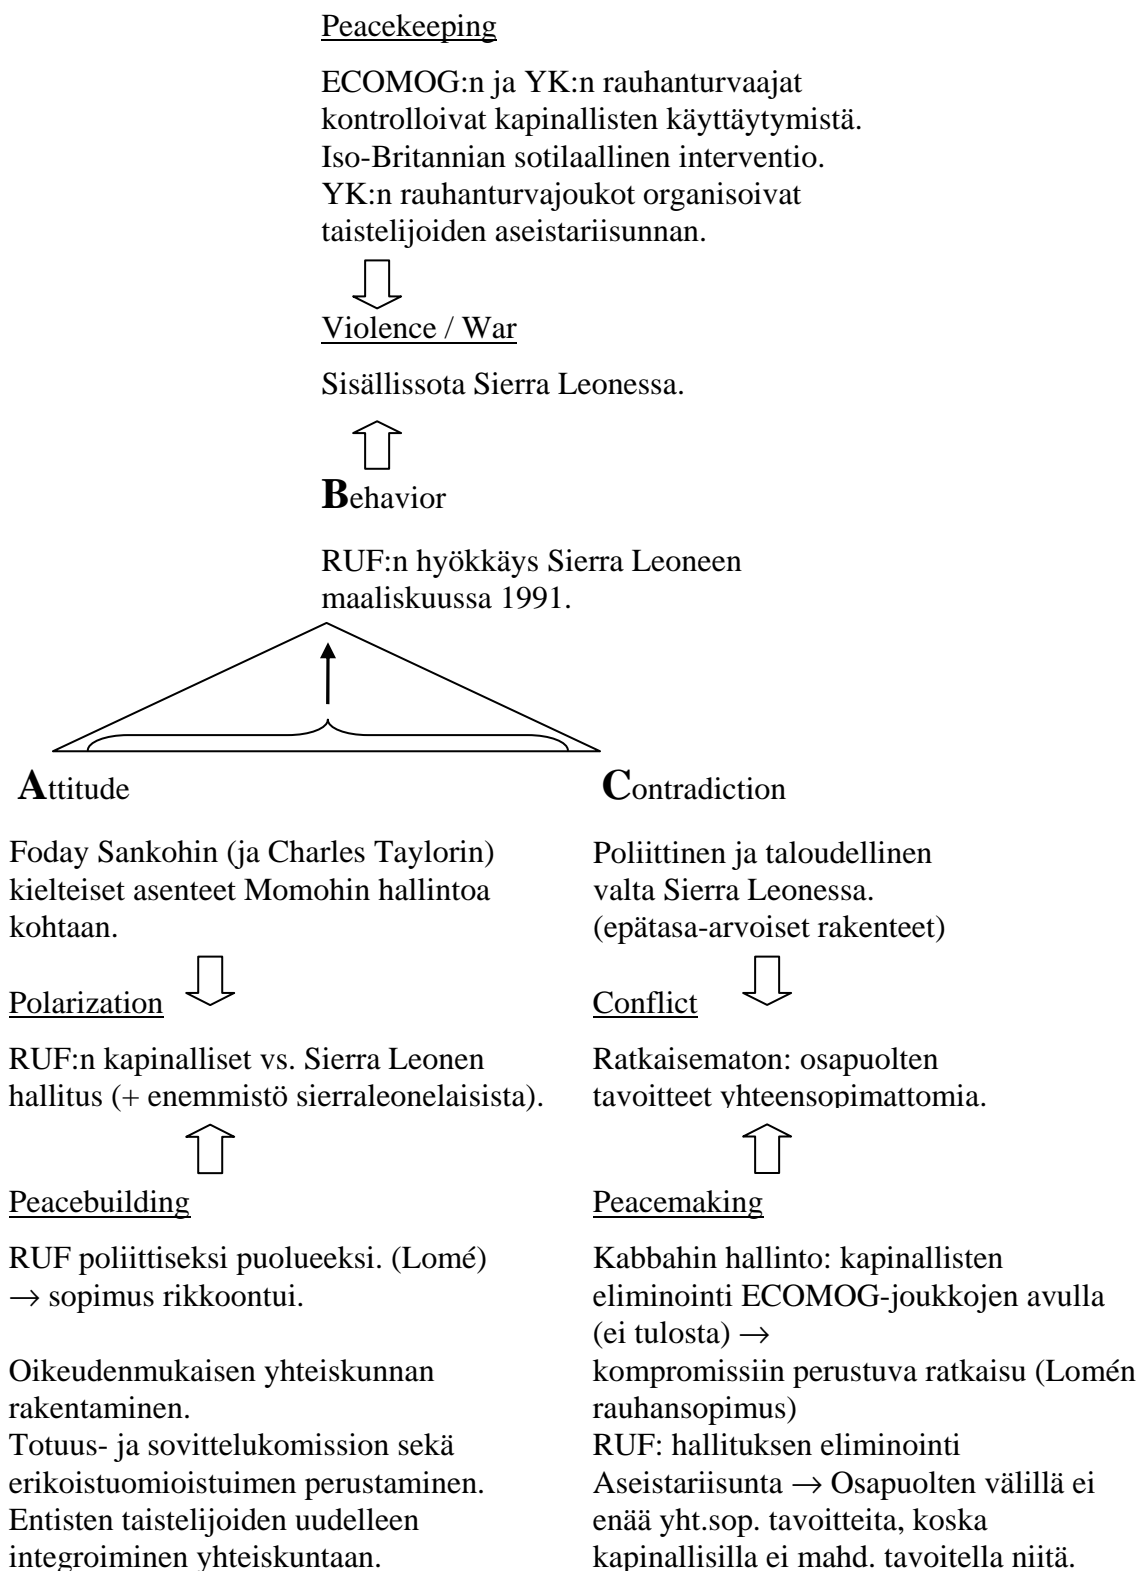 Peacekeeping
ECOMOG:n ja YK:n rauhanturvaajat
kontrolloivat kapinallisten käyttäytymistä.
Iso-Britannian sotilaallinen interventio.
YK:n rauhanturvajoukot organisoivat
taistelijoiden aseistariisunnan.
Violence / War
Sisällissota Sierra Leonessa.
Behavior
RUF:n hyökkäys Sierra Leoneen
maaliskuussa 1991.
Attitude
Foday Sankohin (ja Charles Taylorin)
kielteiset asenteet Momohin hallintoa
kohtaan.
Polarization
RUF:n kapinalliset vs. Sierra Leonen
hallitus (+ enemmistö sierraleonelaisista).
Peacebuilding
RUF poliittiseksi puolueeksi. (Lomé)
→ sopimus rikkoontui.
Oikeudenmukaisen yhteiskunnan
rakentaminen.
Totuus- ja sovittelukomission sekä
erikoistuomioistuimen perustaminen.
Entisten taistelijoiden uudelleen
integroiminen yhteiskuntaan.
Contradiction
Poliittinen ja taloudellinen
valta Sierra Leonessa.
(epätasa-arvoiset rakenteet)
Conflict
Ratkaisematon: osapuolten
tavoitteet yhteensopimattomia.
Peacemaking
Kabbahin hallinto: kapinallisten
eliminointi ECOMOG-joukkojen avulla
(ei tulosta) →
kompromissiin perustuva ratkaisu (Lomén
rauhansopimus)
RUF: hallituksen eliminointi
Aseistariisunta → Osapuolten välillä ei
enää yht.sop. tavoitteita, koska
kapinallisilla ei mahd. tavoitella niitä.